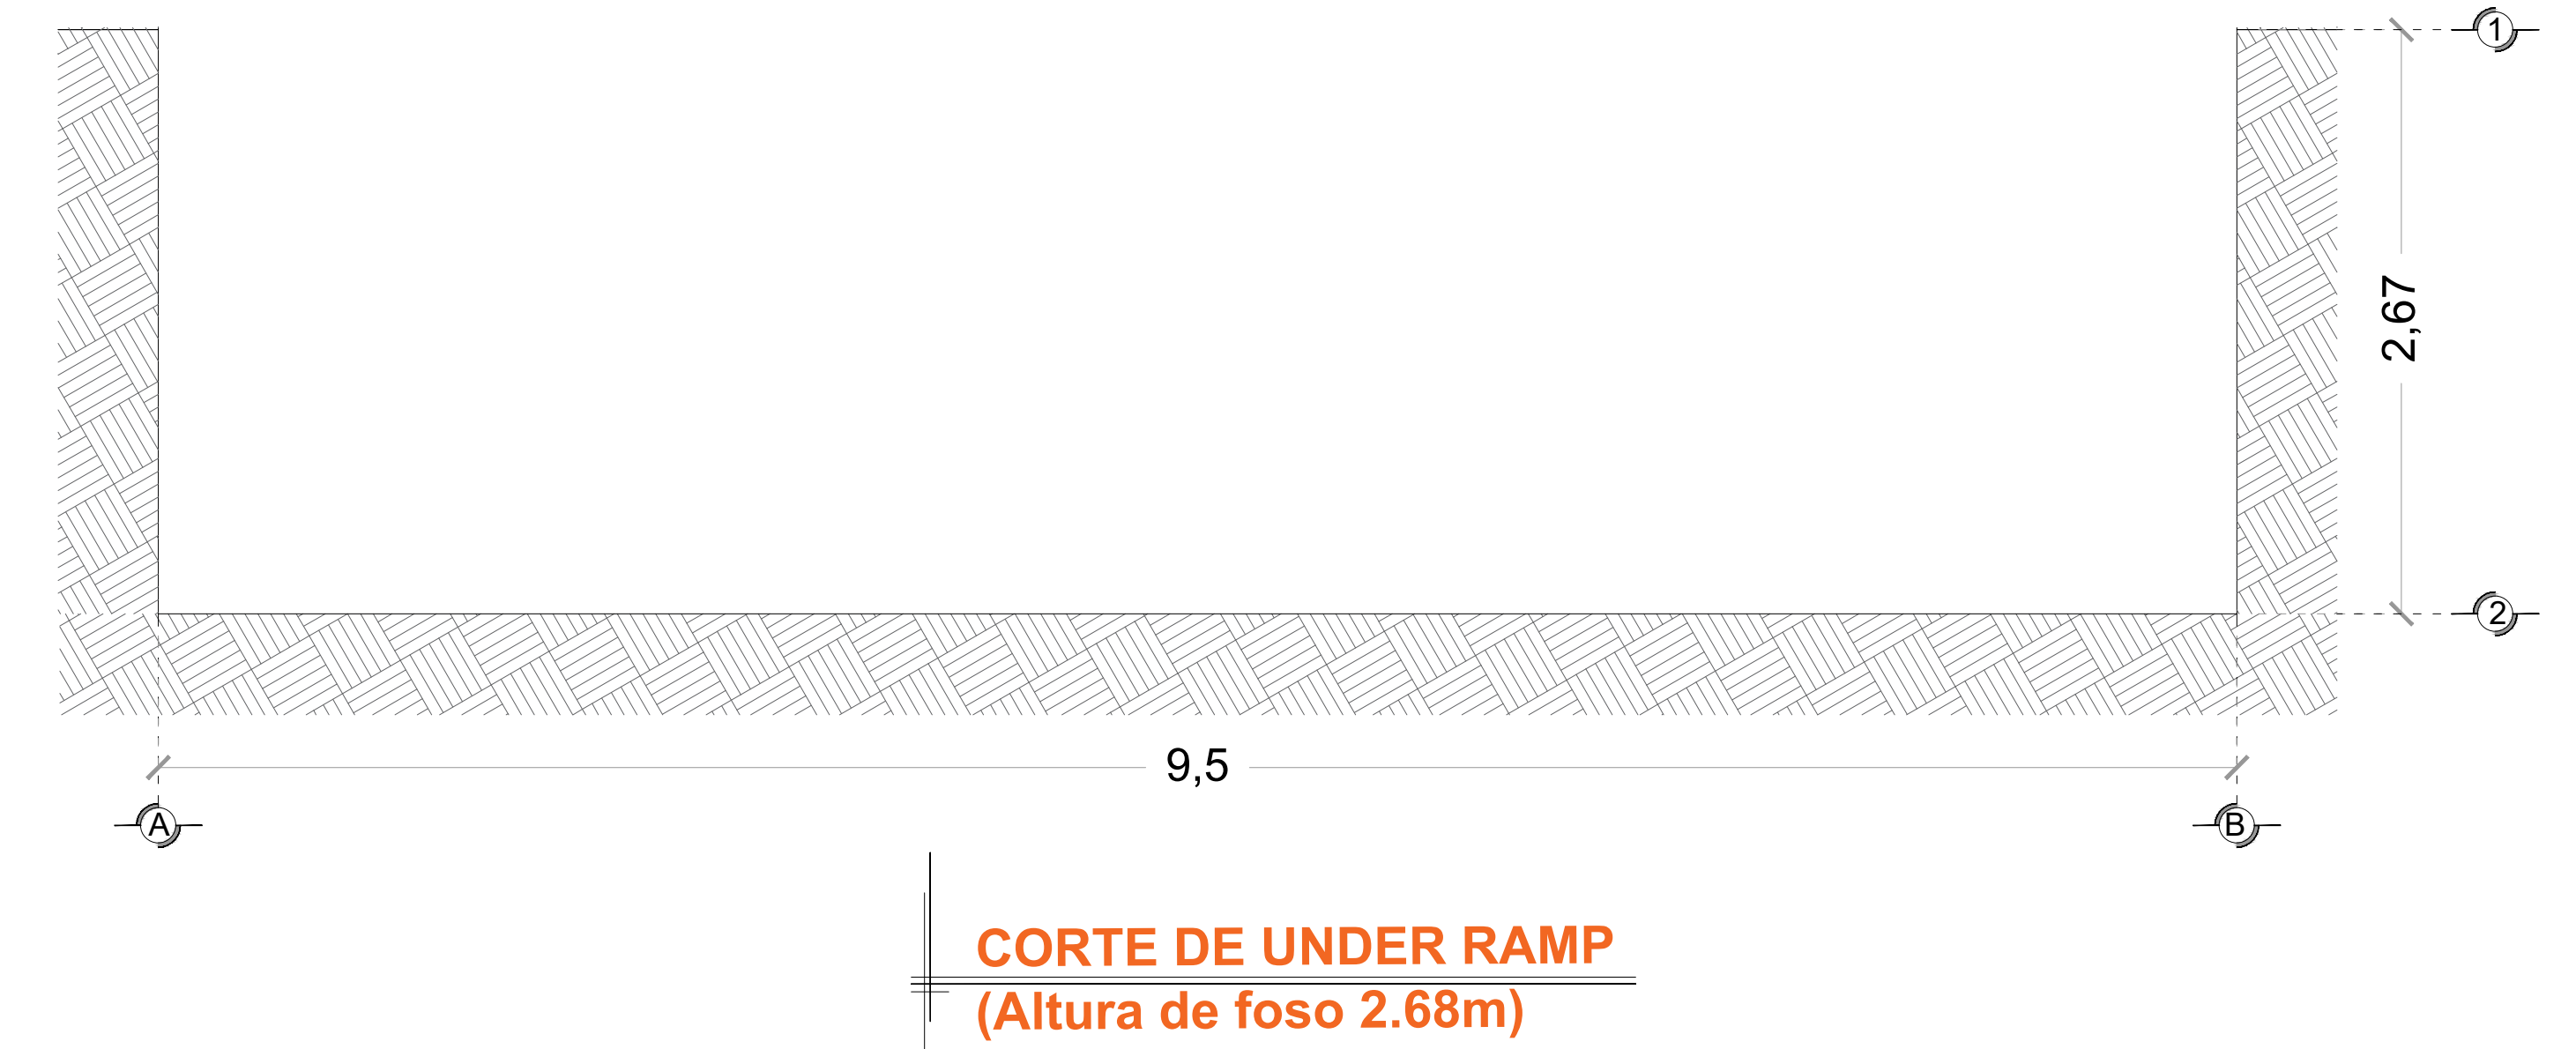 1
2,67
2
9,5
A
B
CORTE DE UNDER RAMP
(Altura de foso 2.68m)